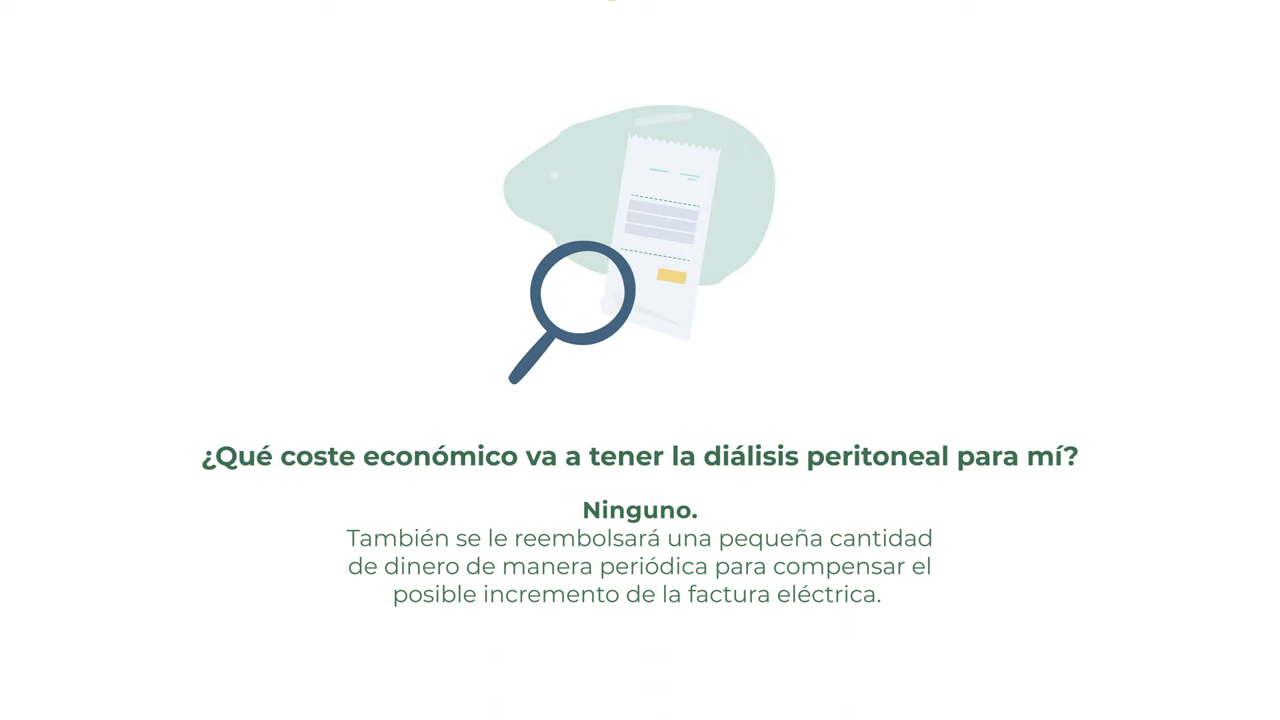 ¿Qué coste económico va a tener la diálisis peritoneal para mí?
Ninguno.
También se le reembolsará una pequeña cantidad
de dinero de manera periódica para compensar el
posible incremento de la factura eléctrica.